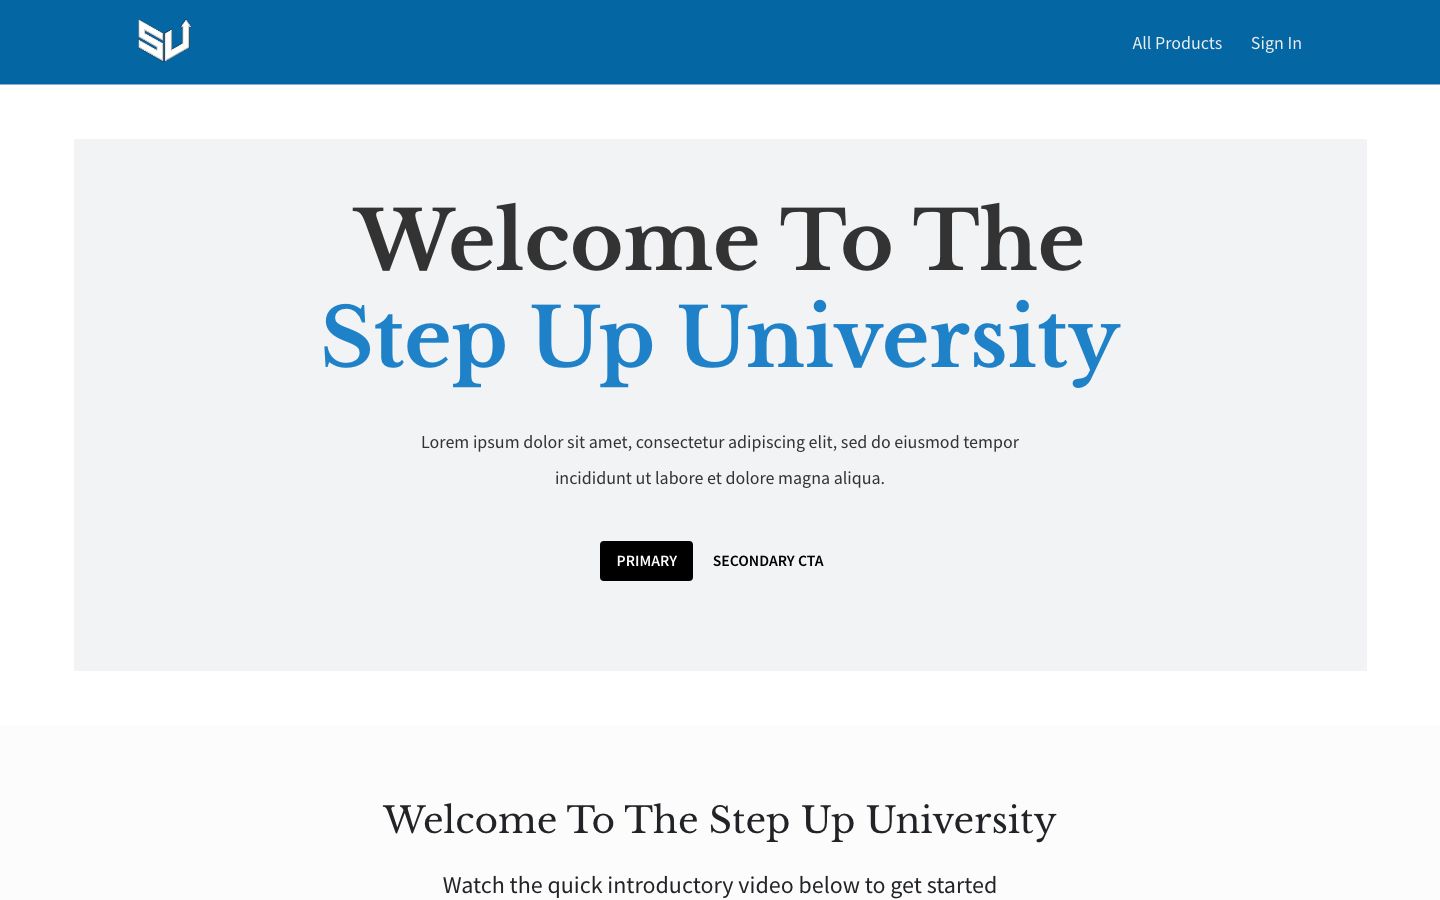 SU
All Products
Sign In
Welcome To The
Step Up University
Lorem ipsum dolor sit amet, consectetur adipiscing elit, sed do eiusmod tempor
incididunt ut labore et dolore magna aliqua.
PRIMARY
SECONDARY CTA
Welcome To The Step Up University
Watch the quick introductory video below to get started